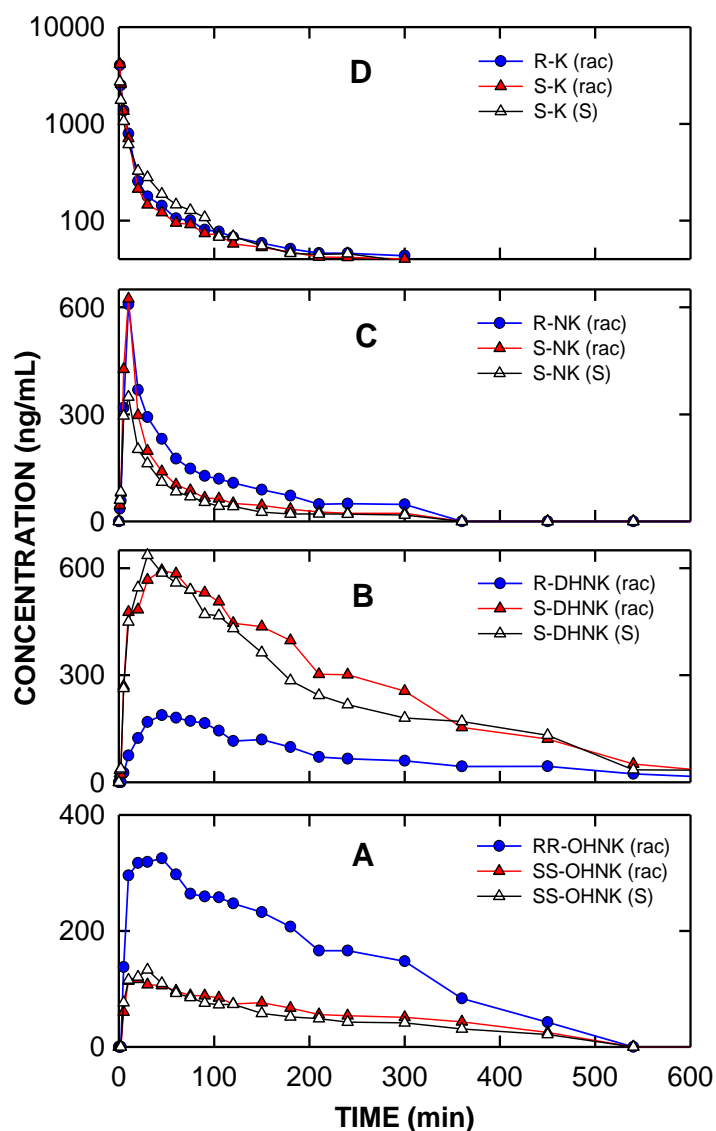 10000
1000
100
D
R-K (rac)
S-K (rac)
S-K (S)
600
300
0
C
R-NK (rac)
S-NK (rac)
S-NK (S)
600
300
0
B
R-DHNK (rac)
S-DHNK (rac)
S-DHNK (S)
400
200
0
A
RR-OHNK (rac)
SS-OHNK (rac)
SS-OHNK (S)
0 100 200 300 400 500 600
TIME (min)
CONCENTRATION (ng/mL)